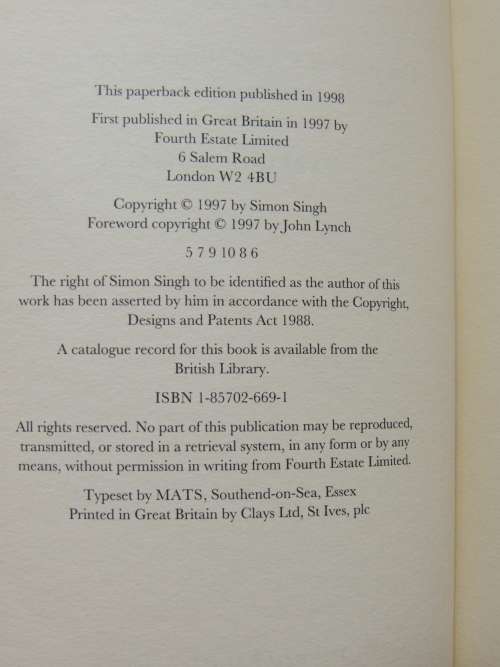 This paperback edition published in 1998
First published in Great Britain in 1997 by
Fourth Estate Limited
6 Salem Road
London W2 4BU
Copyright © 1997 by Simon Singh
Foreword copyright © 1997 by John Lynch
5 7 9 10 8 6
The right of Simon Singh to be identified as the author of this
work has been asserted by him in accordance with the Copyright,
Designs and Patents Act 1988.
A catalogue record for this book is available from the
British Library.
ISBN 1-85702-669-1
All rights reserved. No part of this publication may be reproduced,
transmitted, or stored in a retrieval system, in any form or by any
means, without permission in writing from Fourth Estate Limited.
Typeset by MATS, Southend-on-Sea, Essex
Printed in Great Britain by Clays Ltd, St Ives, plc